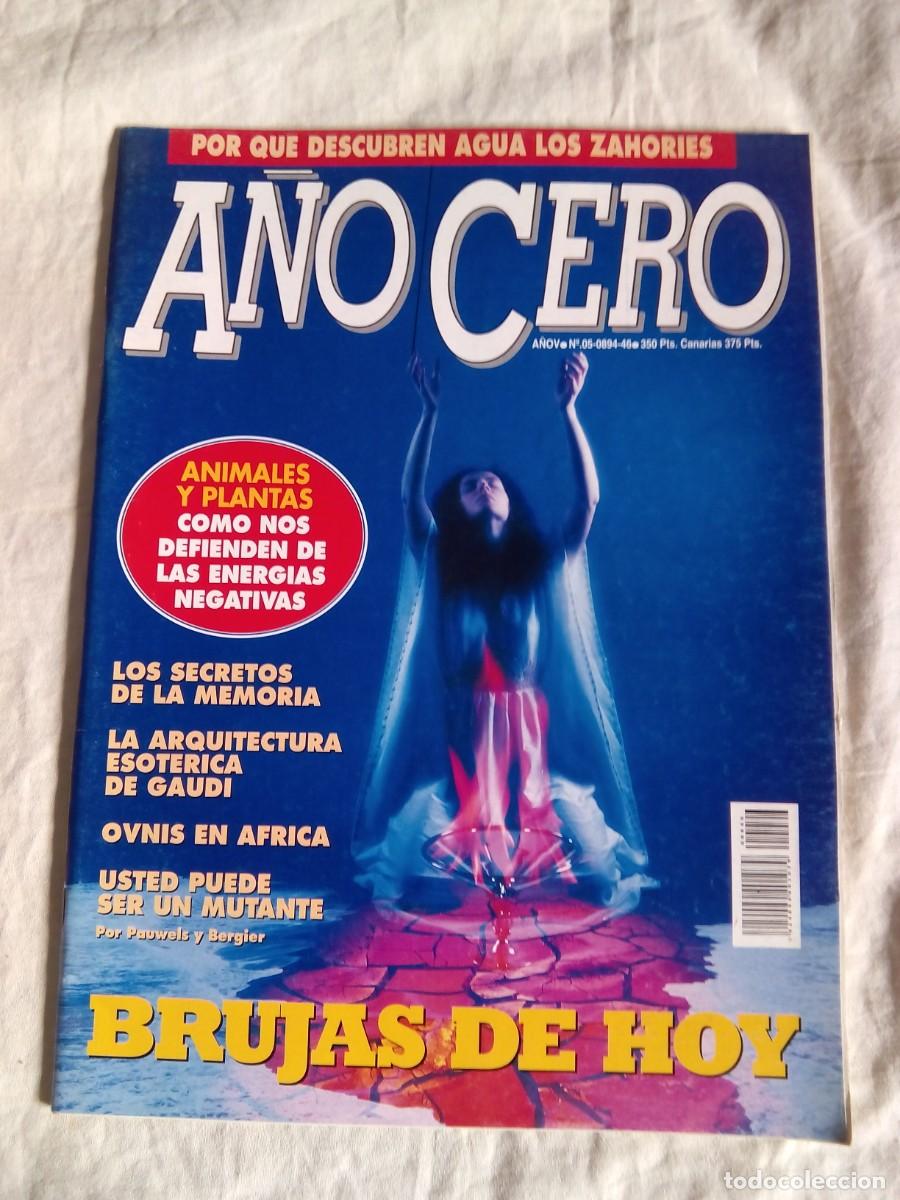 POR QUE DESCUBREN AGUA LOS ZAHORIES
AÑO CERO
AÑO V Nº.05-0894-46 350 Pts. Canarias 375 Pts.
ANIMALES
Y PLANTAS
COMO NOS
DEFIENDEN DE
LAS ENERGIAS
NEGATIVAS
LOS SECRETOS
DE LA MEMORIA
LA ARQUITECTURA
ESOTERICA
DE GAUDI
OVNIS EN AFRICA
USTED PUEDE
SER UN MUTANTE
Por Pauwels y Bergier
BRUJAS DE HOY
todocoleccion